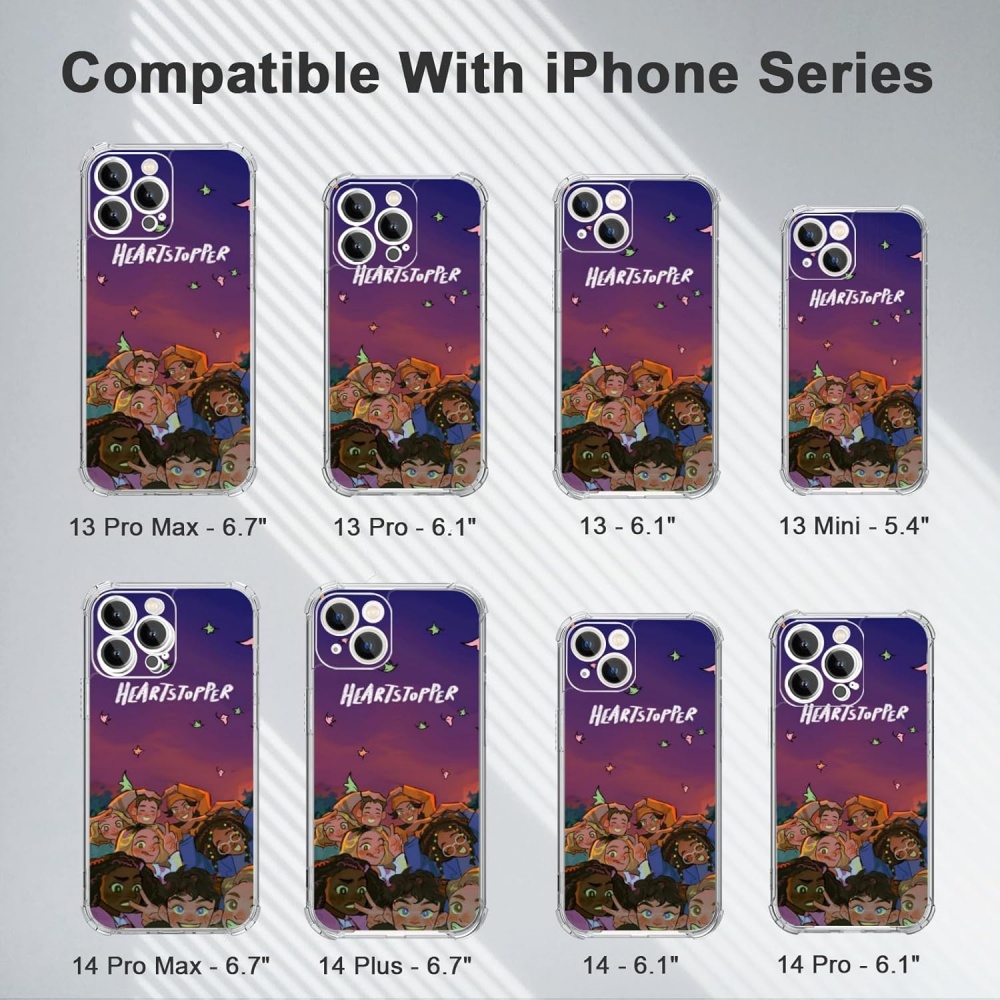 Compatible With iPhone Series
HEARTSTOPPER
HEARTSTOPPER
HEARTSTOPPER
HEARTSTOPPER
13 Pro Max - 6.7"
13 Pro - 6.1"
13 - 6.1"
13 Mini - 5.4"
HEARTSTOPPER
HEARTSTOPPER
HEARTSTOPPER
HEARTSTOPPER
14 Pro Max - 6.7"
14 Plus - 6.7"
14 - 6.1"
14 Pro - 6.1"